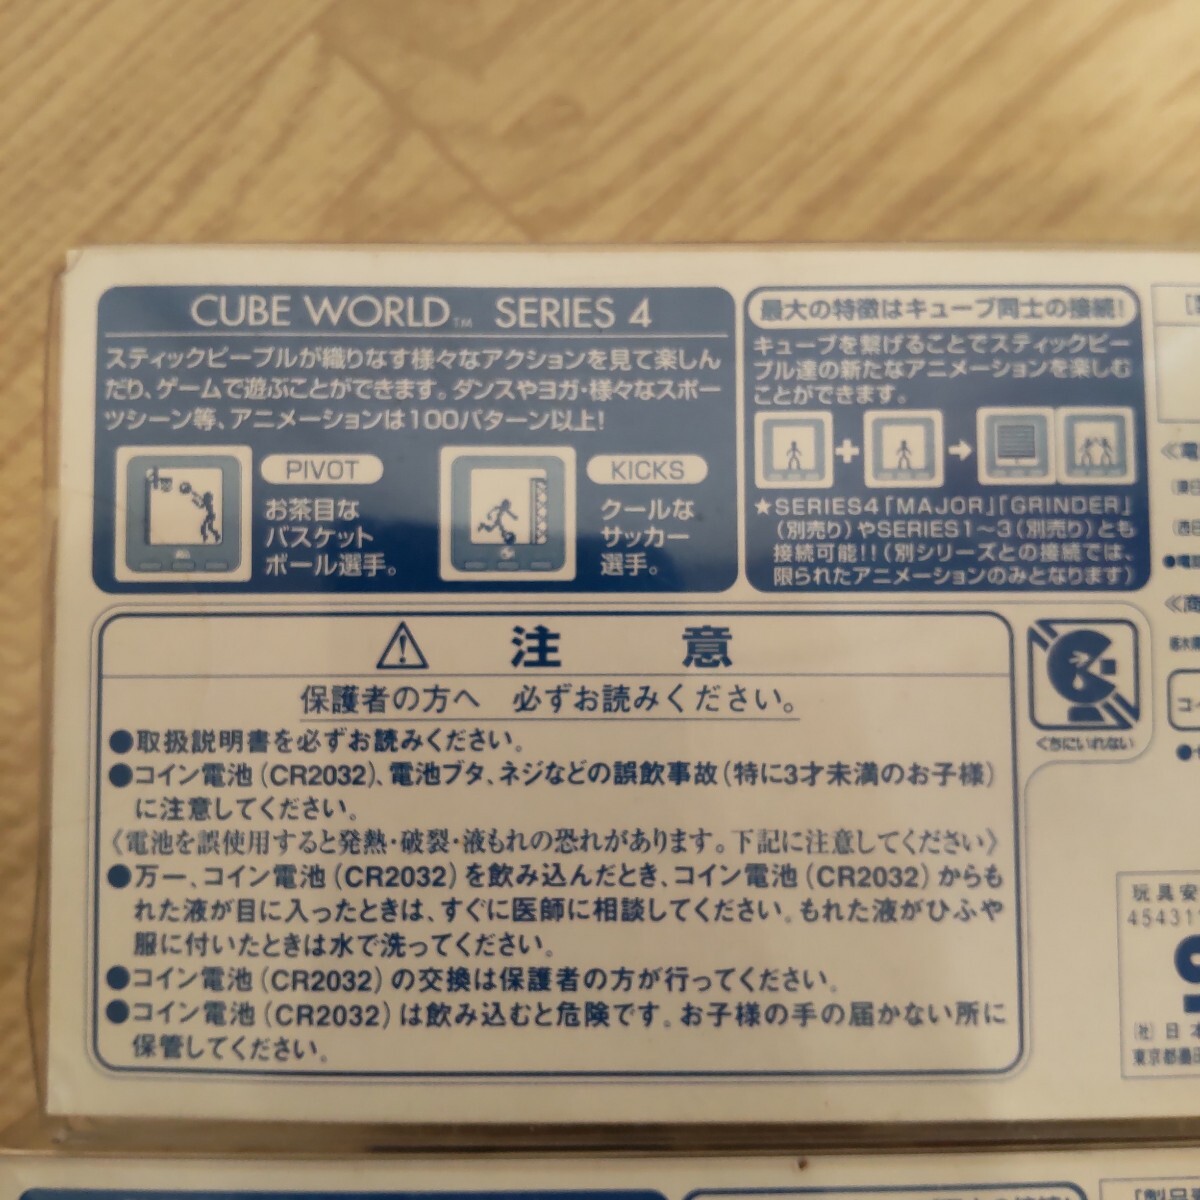 CUBE WORLD™ SERIES 4
スティックピープルが織りなす様々なアクションを見て楽しん
だり、ゲームで遊ぶことができます。ダンスやヨガ・様々なスポー
ツシーン等、アニメーションは100パターン以上!
PIVOT
お茶目な
バスケット
ボール選手。
KICKS
クールな
サッカー
選手。
最大の特徴はキューブ同士の接続!
キューブを繋げることでスティックピー
プル達の新たなアニメーションを楽しむ
ことができます。
★SERIES4「MAJOR」「GRINDER」
(別売り)やSERIES1〜3(別売り)とも
接続可能!!(別シリーズとの接続では、
限られたアニメーションのみとなります)
⚠ 注 意
保護者の方へ 必ずお読みください。
●取扱説明書を必ずお読みください。
●コイン電池(CR2032)、電池ブタ、ネジなどの誤飲事故(特に3才未満のお子様)
に注意してください。
《電池を誤使用すると発熱・破裂・液もれの恐れがあります。下記に注意してください》
●万一、コイン電池(CR2032)を飲み込んだとき、コイン電池(CR2032)からも
れた液が目に入ったときは、すぐに医師に相談してください。もれた液がひふや
服に付いたときは水で洗ってください。
●コイン電池(CR2032)の交換は保護者の方が行ってください。
●コイン電池(CR2032)は飲み込むと危険です。お子様の手の届かない所に
保管してください。
くちにいれない
《電
《商
玩具安
45431
(社)日本
東京都墨田